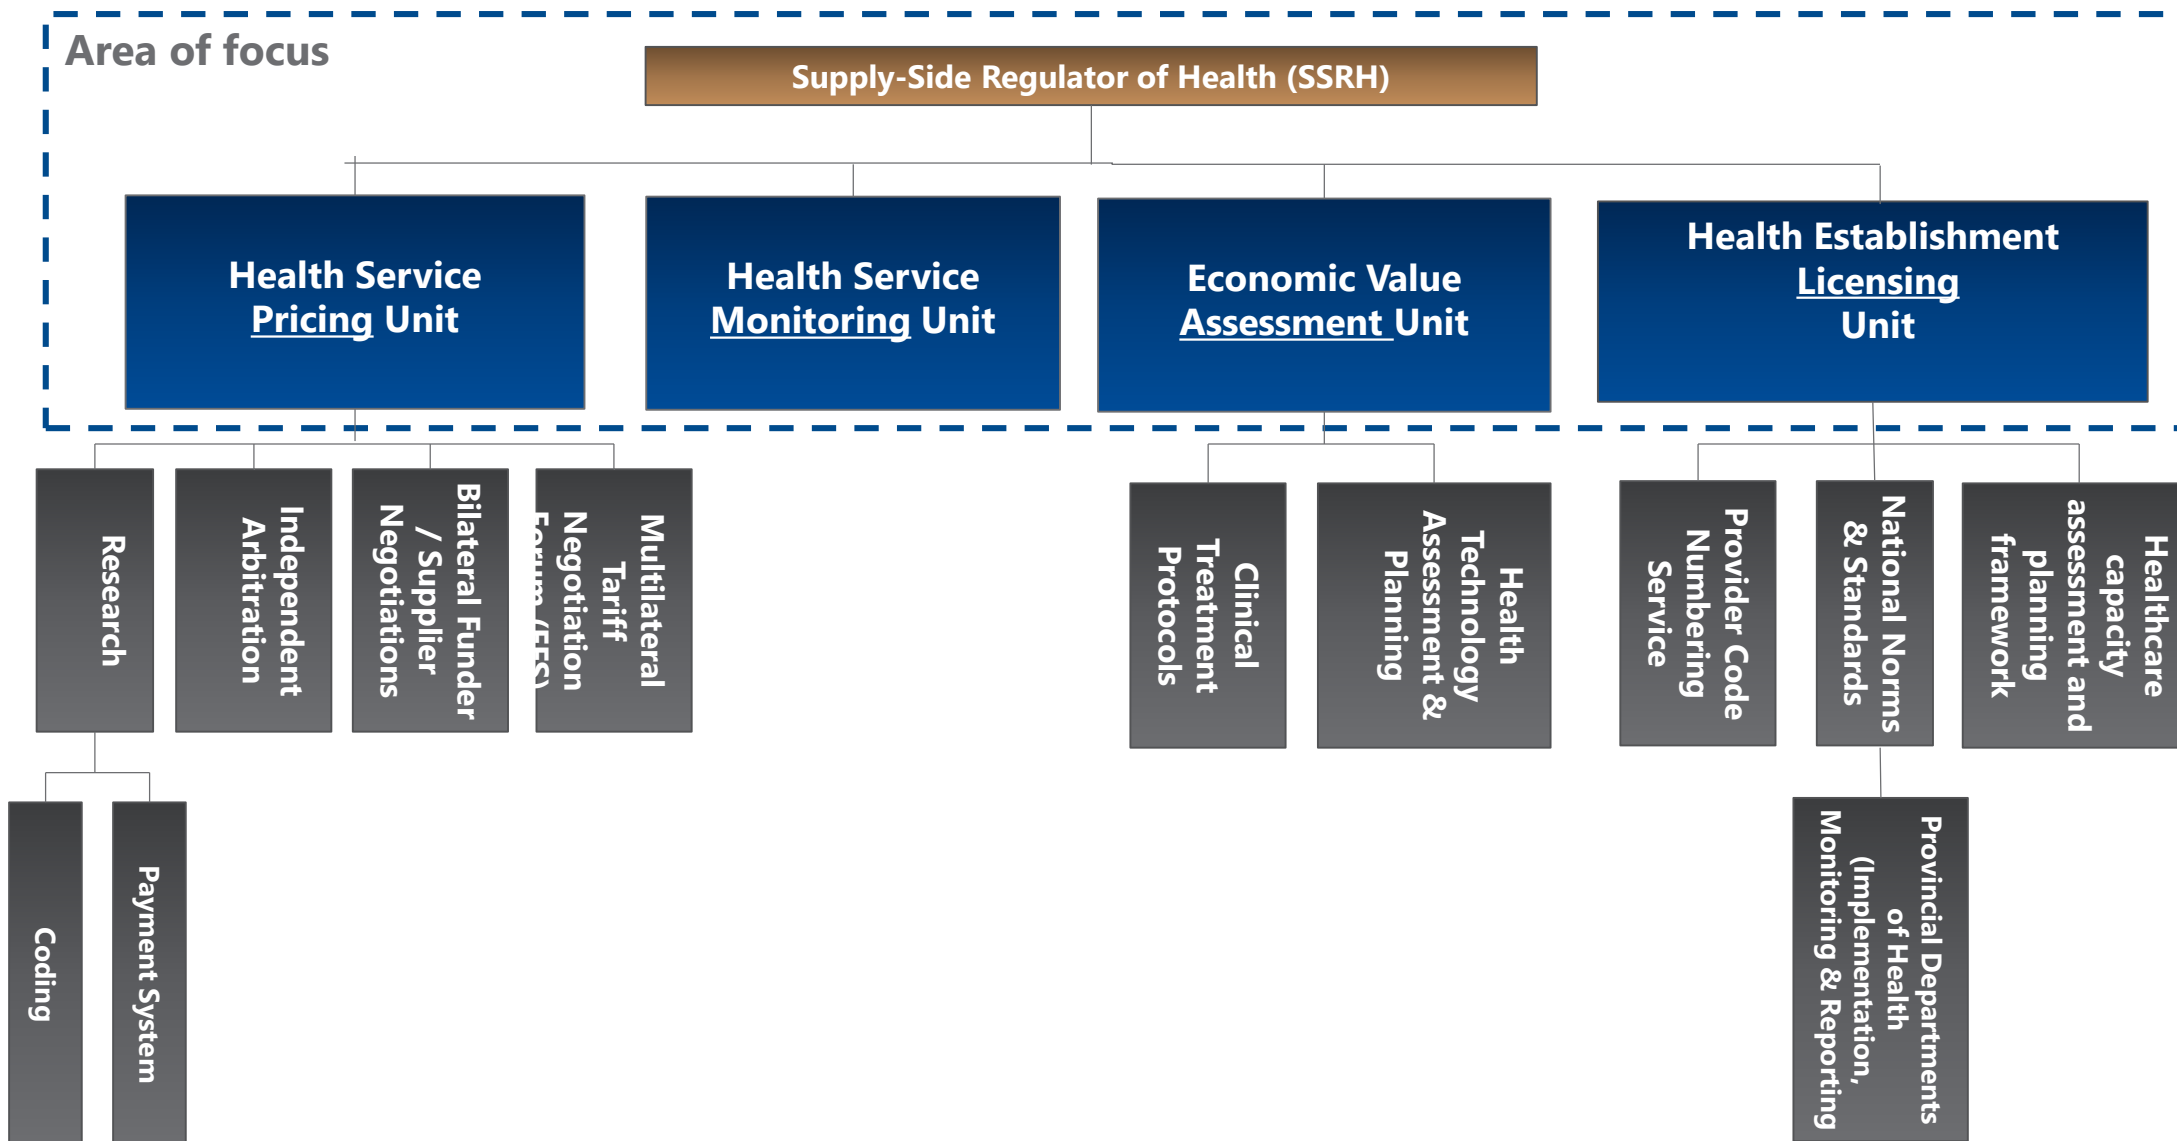 Area of focus
Supply-Side Regulator of Health (SSRH)
Health Service
Pricing Unit
Health Service
Monitoring Unit
Economic Value
Assessment Unit
Health Establishment
Licensing
Unit
Research
Independent
Arbitration
Bilateral Funder
/ Supplier
Negotiations
Multilateral
Tariff
Negotiation
Forum (FFS)
Clinical
Treatment
Protocols
Health
Technology
Assessment &
Planning
Provider Code
Numbering
Service
National Norms
& Standards
Healthcare
capacity
assessment and
planning
framework
Coding
Payment System
Provincial Departments
of Health
(Implementation,
Monitoring & Reporting